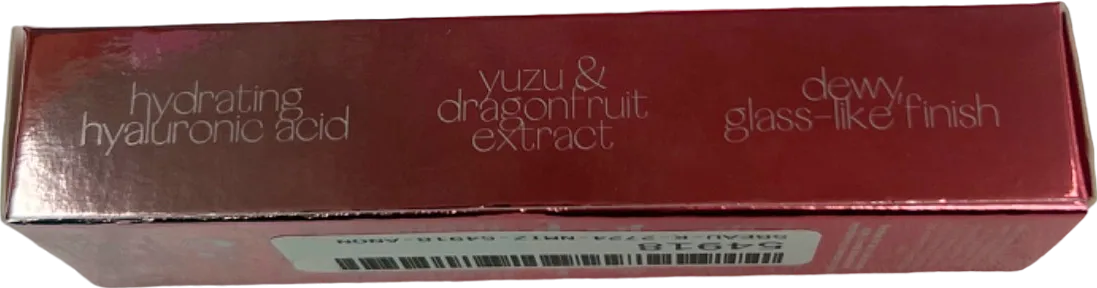 hydrating
hyaluronic acid
yuzu &
dragonfruit
extract
dewy,
glass-like finish
54918